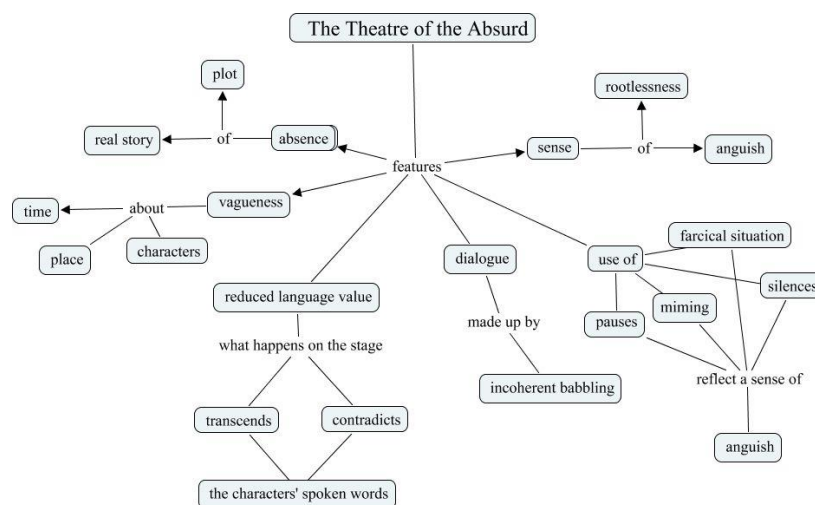 The Theatre of the Absurd
plot
real story
of
absence
rootlessness
sense
of
anguish
features
time
about
vagueness
place
characters
reduced language value
what happens on the stage
transcends
contradicts
the characters' spoken words
dialogue
made up by
incoherent babbling
use of
farcical situation
silences
miming
pauses
reflect a sense of
anguish